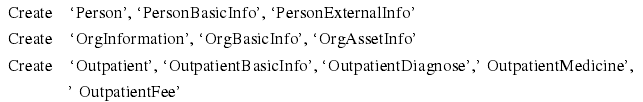 Create ‘Person’, ‘PersonBasicInfo’, ‘PersonExternalInfo’
Create ‘OrgInformation’, ‘OrgBasicInfo’, ‘OrgAssetInfo’
Create ‘Outpatient’, ‘OutpatientBasicInfo’, ‘OutpatientDiagnose’,’ OutpatientMedicine’,
’ OutpatientFee’